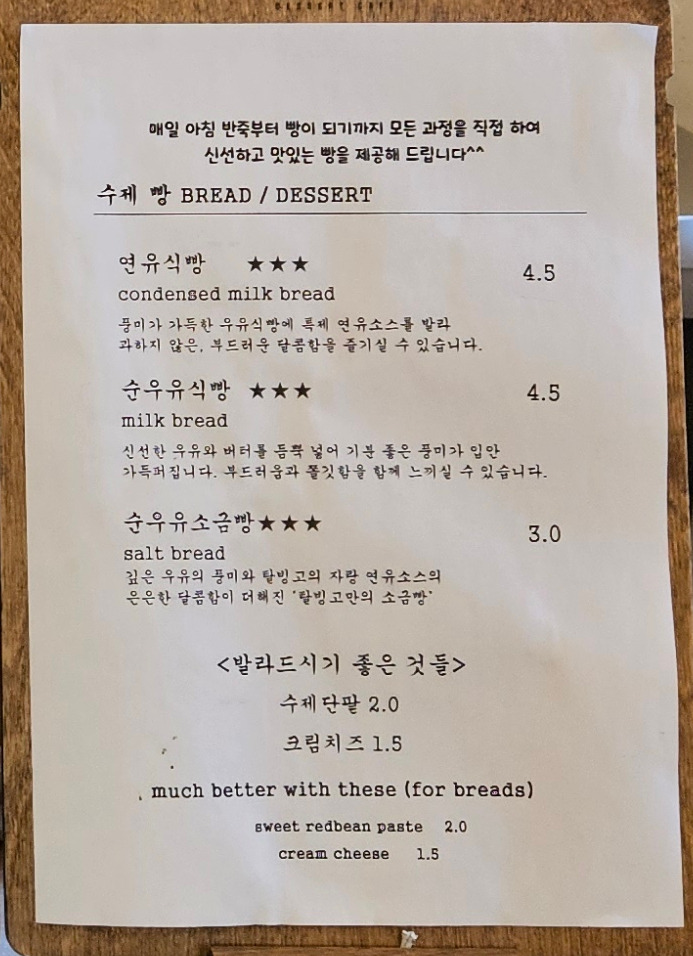 DESSERT CAFE
매일 아침 반죽부터 빵이 되기까지 모든 과정을 직접 하여
신선하고 맛있는 빵을 제공해 드립니다^^
수제 빵 BREAD / DESSERT
연유식빵 ★★★ 4.5
condensed milk bread
풍미가 가득한 우유식빵에 특제 연유소스를 발라
과하지 않은, 부드러운 달콤함을 즐기실 수 있습니다.
순우유식빵 ★★★ 4.5
milk bread
신선한 우유와 버터를 듬뿍 넣어 기분 좋은 풍미가 입안
가득퍼집니다. 부드러움과 쫄깃함을 함께 느끼실 수 있습니다.
순우유소금빵★★★ 3.0
salt bread
깊은 우유의 풍미와 탈빙고의 자랑 연유소스의
은은한 달콤함이 더해진 '탈빙고만의 소금빵'
<발라드시기 좋은 것들>
수제단팥 2.0
크림치즈 1.5
much better with these (for breads)
sweet redbean paste 2.0
cream cheese 1.5